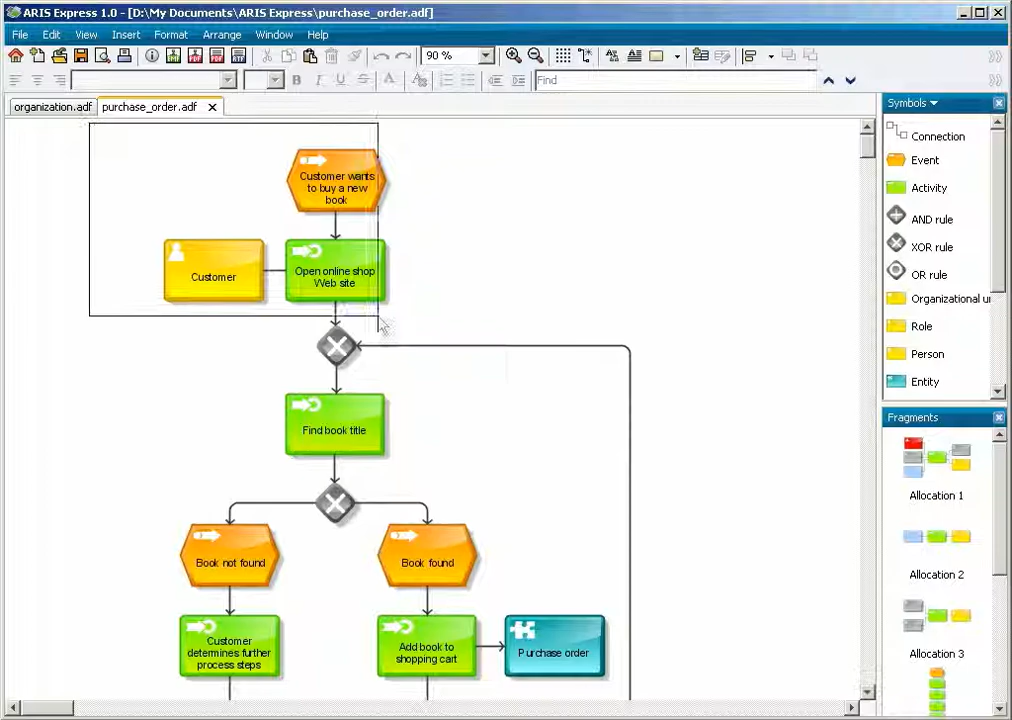 ARIS Express 1.0 - [D:\My Documents\ARIS Express\purchase_order.adf]
File Edit View Insert Format Arrange Window Help
90 %
B I U S A
Find
organization.adf purchase_order.adf
Symbols
Connection
Event
Activity
AND rule
XOR rule
OR rule
Organizational u
Role
Person
Entity
Fragments
Allocation 1
Allocation 2
Allocation 3
Customer wants
to buy a new
book
Customer
Open online shop
Web site
Find book title
Book not found
Book found
Customer
determines further
process steps
Add book to
shopping cart
Purchase order